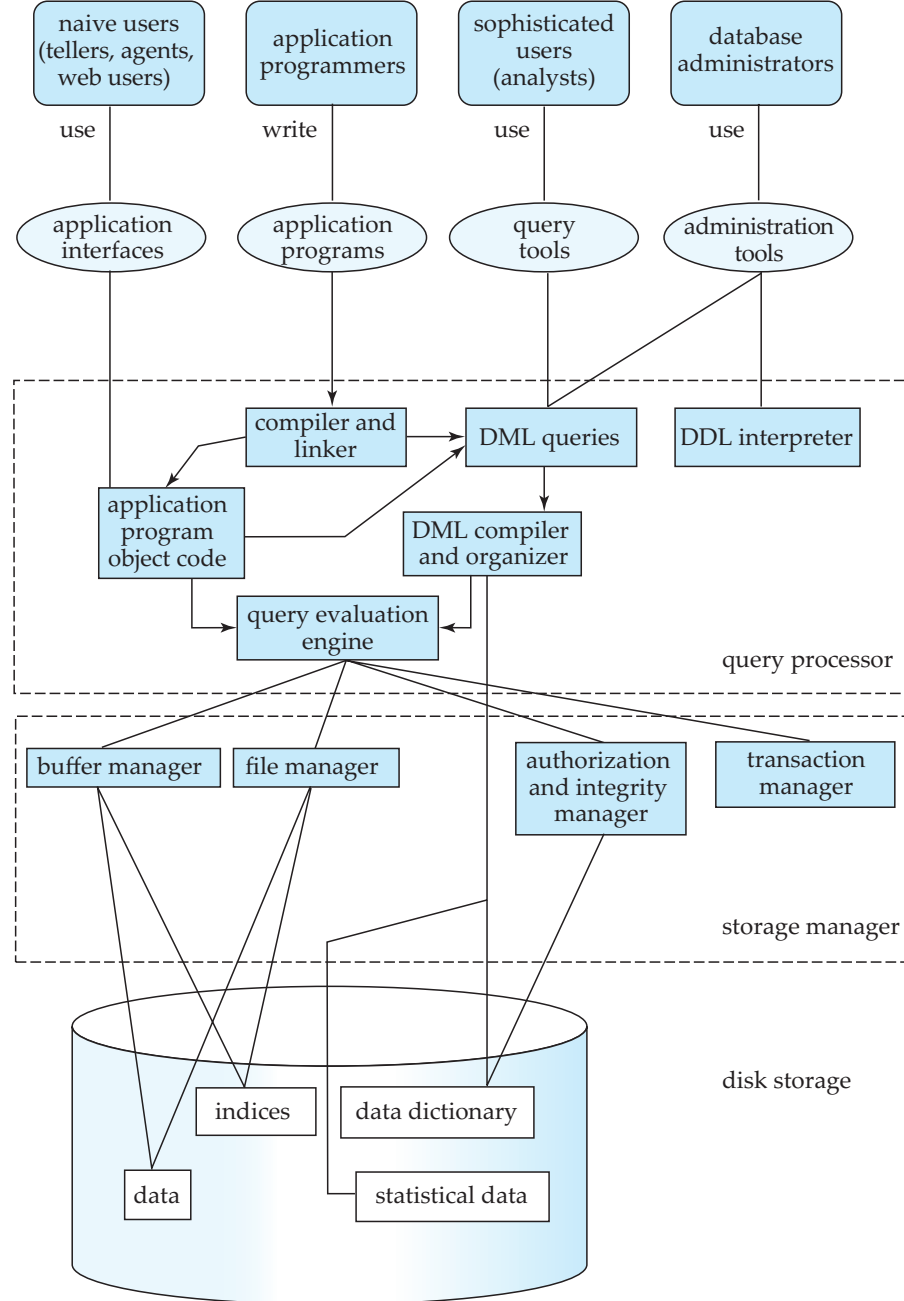 naive users
(tellers, agents,
web users)
application
programmers
sophisticated
users
(analysts)
database
administrators
use
write
use
use
application
interfaces
application
programs
query
tools
administration
tools
compiler and
linker
DML queries
DDL interpreter
application
program
object code
DML compiler
and organizer
query evaluation
engine
query processor
buffer manager
file manager
authorization
and integrity
manager
transaction
manager
storage manager
disk storage
indices
data dictionary
data
statistical data